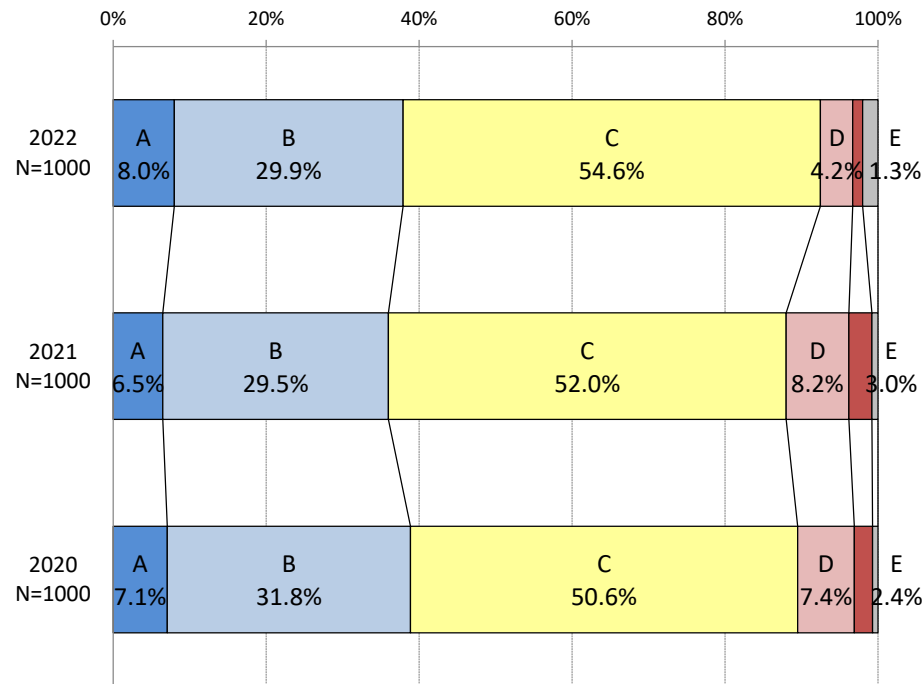 0% 20% 40% 60% 80% 100%
2022
N=1000
A B C D E
8.0% 29.9% 54.6% 4.2% 1.3%
2021
N=1000
A B C D E
6.5% 29.5% 52.0% 8.2% 3.0%
2020
N=1000
A B C D E
7.1% 31.8% 50.6% 7.4% 2.4%